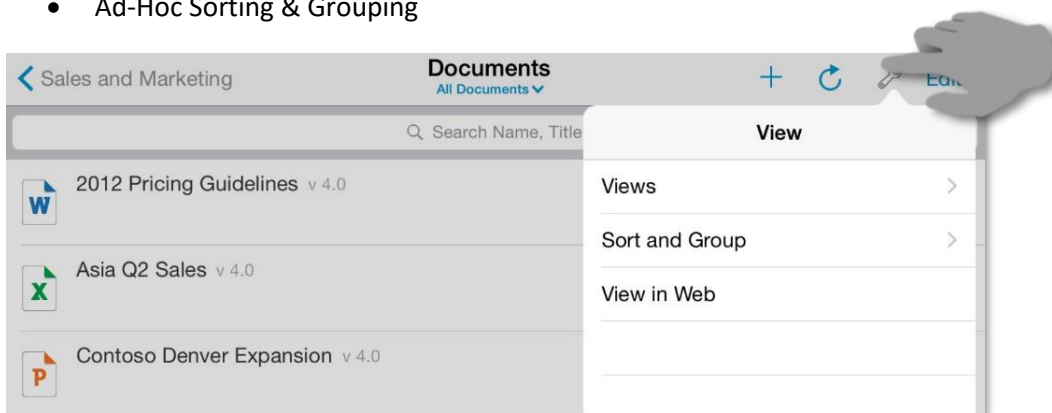 • Ad-Hoc Sorting & Grouping
Sales and Marketing
Documents
All Documents
Search Name, Title
View
2012 Pricing Guidelines v 4.0
Views
Sort and Group
Asia Q2 Sales v 4.0
View in Web
Contoso Denver Expansion v 4.0
W
X
P